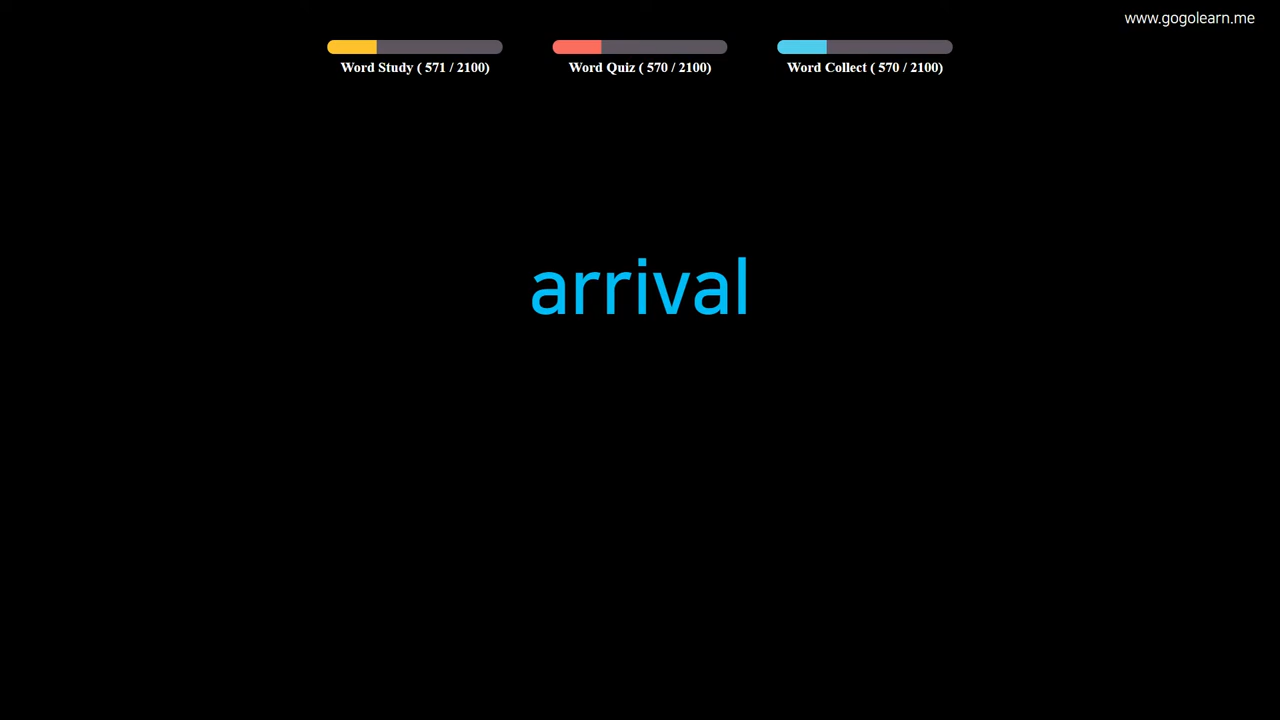 www.gogolearn.me
Word Study ( 571 / 2100)
Word Quiz ( 570 / 2100)
Word Collect ( 570 / 2100)
arrival